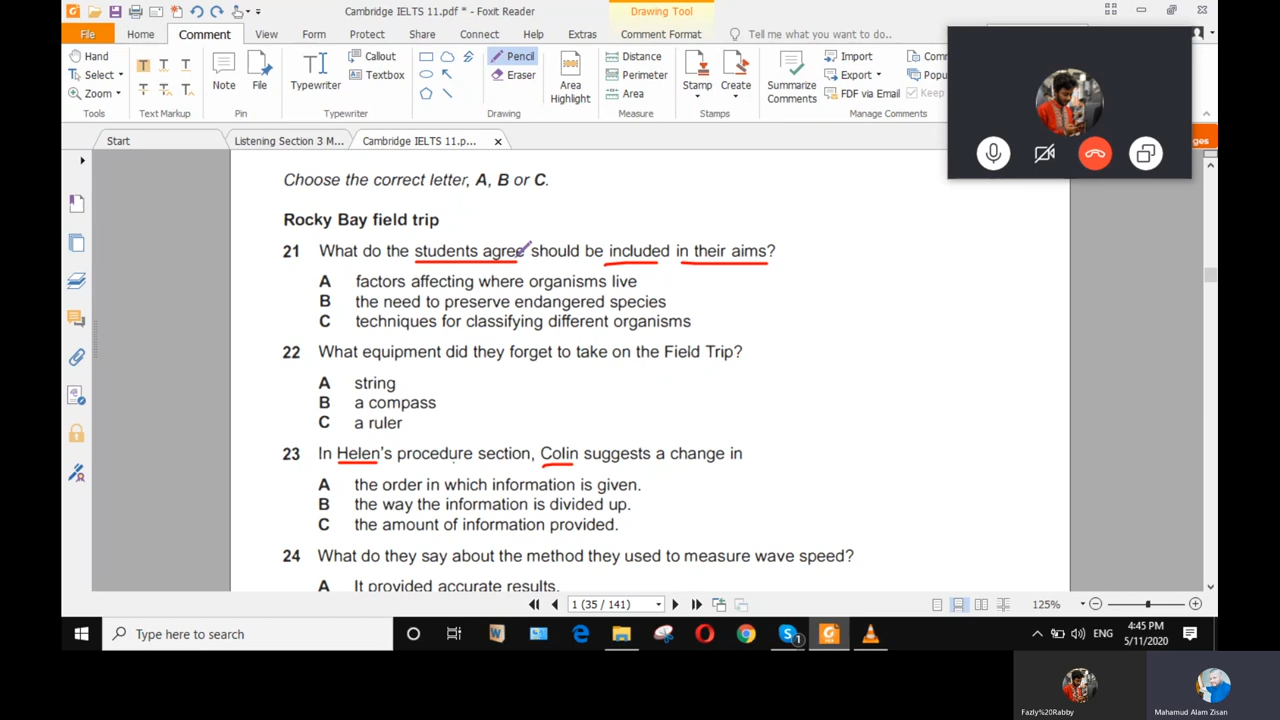 Cambridge IELTS 11.pdf * - Foxit Reader
Drawing Tool
File Home Comment View Form Protect Share Connect Help Extras Comment Format Tell me what you want to do...
Hand
Select
Zoom
Tools
Text Markup
Note
File
Pin
Typewriter
Callout
Textbox
Typewriter
Pencil
Eraser
Area
Highlight
Drawing
Distance
Perimeter
Area
Measure
Stamp
Create
Stamps
Summarize
Comments
Import
Export
FDF via Email
Comm
Popu
Keep
Manage Comments
Start
Listening Section 3 M...
Cambridge IELTS 11.p...
ges
Choose the correct letter, A, B or C.
Rocky Bay field trip
21 What do the students agree should be included in their aims?
A factors affecting where organisms live
B the need to preserve endangered species
C techniques for classifying different organisms
22 What equipment did they forget to take on the Field Trip?
A string
B a compass
C a ruler
23 In Helen's procedure section, Colin suggests a change in
A the order in which information is given.
B the way the information is divided up.
C the amount of information provided.
24 What do they say about the method they used to measure wave speed?
A It provided accurate results.
1 (35 / 141)
125%
Type here to search
ENG
4:45 PM
5/11/2020
Fazly%20Rabby
Mahamud Alam Zisan